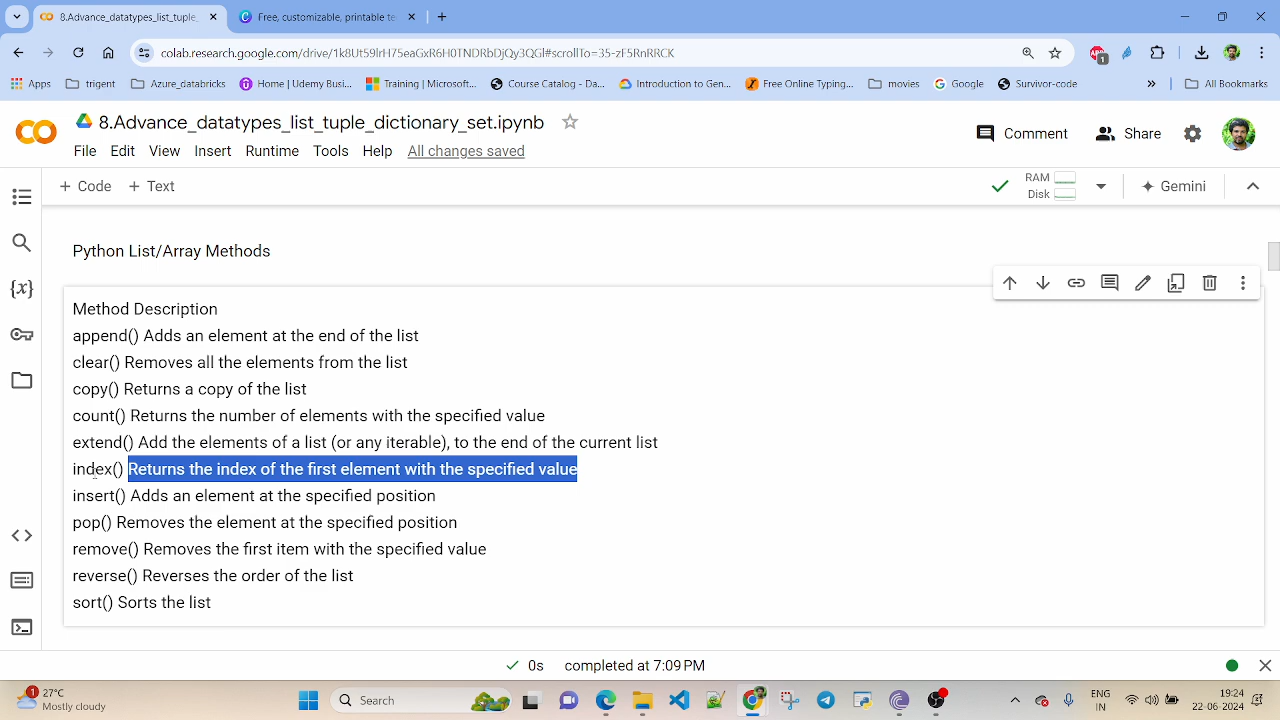 8.Advance_datatypes_list_tuple_
Free, customizable, printable te
colab.research.google.com/drive/
Apps
trigent
Azure.databricks
Home | Udemy Busi...
Training | Microsoft...
Course Catalog - Da...
Introduction to Gen...
Free Online Typing...
movies
Google
Survivor-code
All Bookmarks
8.Advance_datatypes_list_tuple_dictionary_set.ipynb
Comment
Share
File Edit View Insert Runtime Tools Help All changes saved
+ Code + Text
RAM
Disk
Gemini
Python List/Array Methods
Method Description
append() Adds an element at the end of the list
clear() Removes all the elements from the list
copy() Returns a copy of the list
count() Returns the number of elements with the specified value
extend() Add the elements of a list (or any iterable), to the end of the current list
index() Returns the index of the first element with the specified value
insert() Adds an element at the specified position
pop() Removes the element at the specified position
remove() Removes the first item with the specified value
reverse() Reverses the order of the list
sort() Sorts the list
0s completed at 7:09 PM
1
27°C
Mostly cloudy
Search
ENG
IN
19:24
22-06-2024